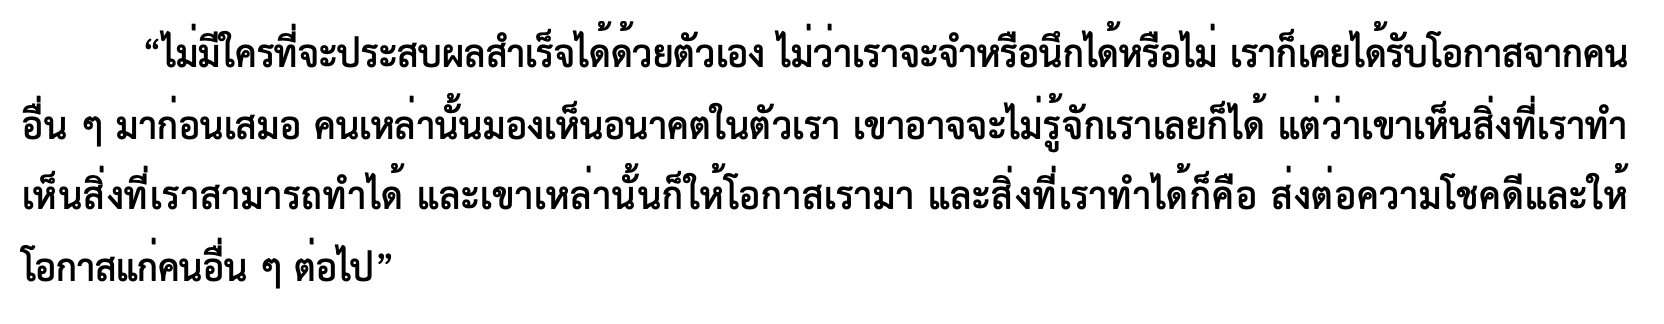 “ไม่มีใครที่จะประสบผลสำเร็จได้ด้วยตัวเอง ไม่ว่าเราจะจำหรือนึกได้หรือไม่ เราก็เคยได้รับโอกาสจากคน
อื่น ๆ มาก่อนเสมอ คนเหล่านั้นมองเห็นอนาคตในตัวเรา เขาอาจจะไม่รู้จักเราเลยก็ได้ แต่ว่าเขาเห็นสิ่งที่เราทำ
เห็นสิ่งที่เราสามารถทำได้ และเขาเหล่านั้นก็ให้โอกาสเรามา และสิ่งที่เราทำได้ก็คือ ส่งต่อความโชคดีและให้
โอกาสแก่คนอื่น ๆ ต่อไป”